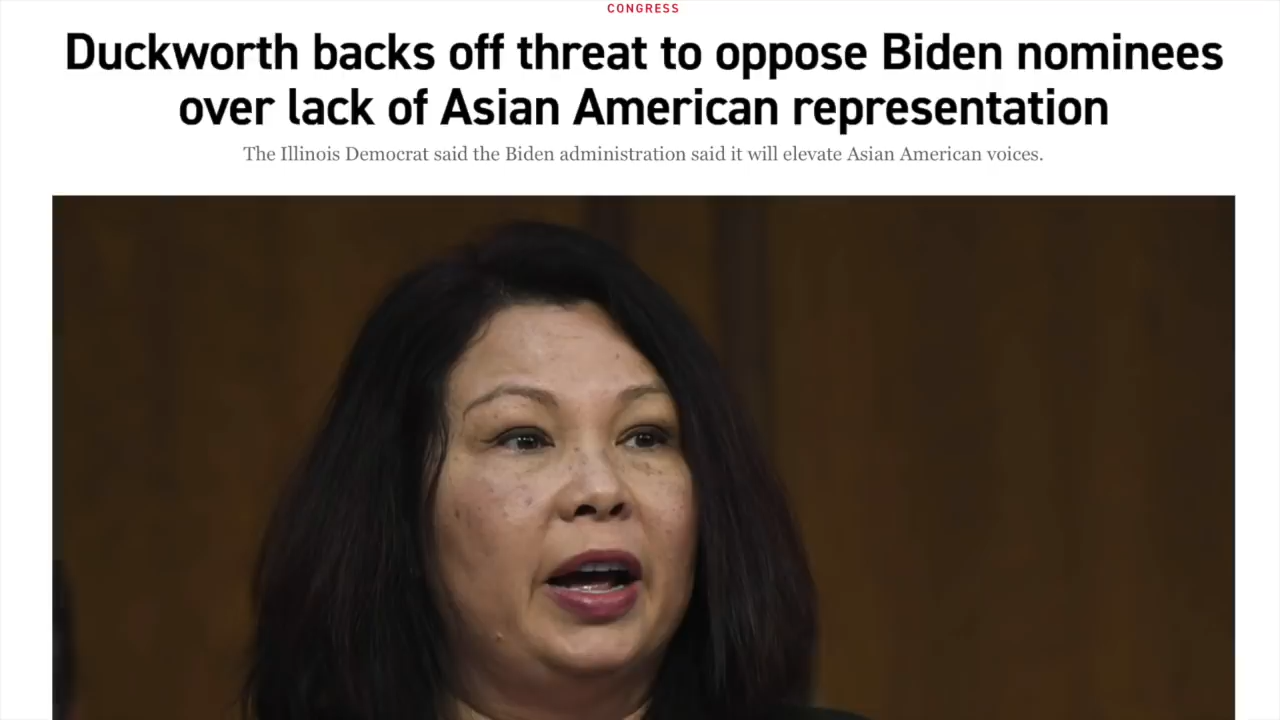 CONGRESS
Duckworth backs off threat to oppose Biden nominees
over lack of Asian American representation
The Illinois Democrat said the Biden administration said it will elevate Asian American voices.